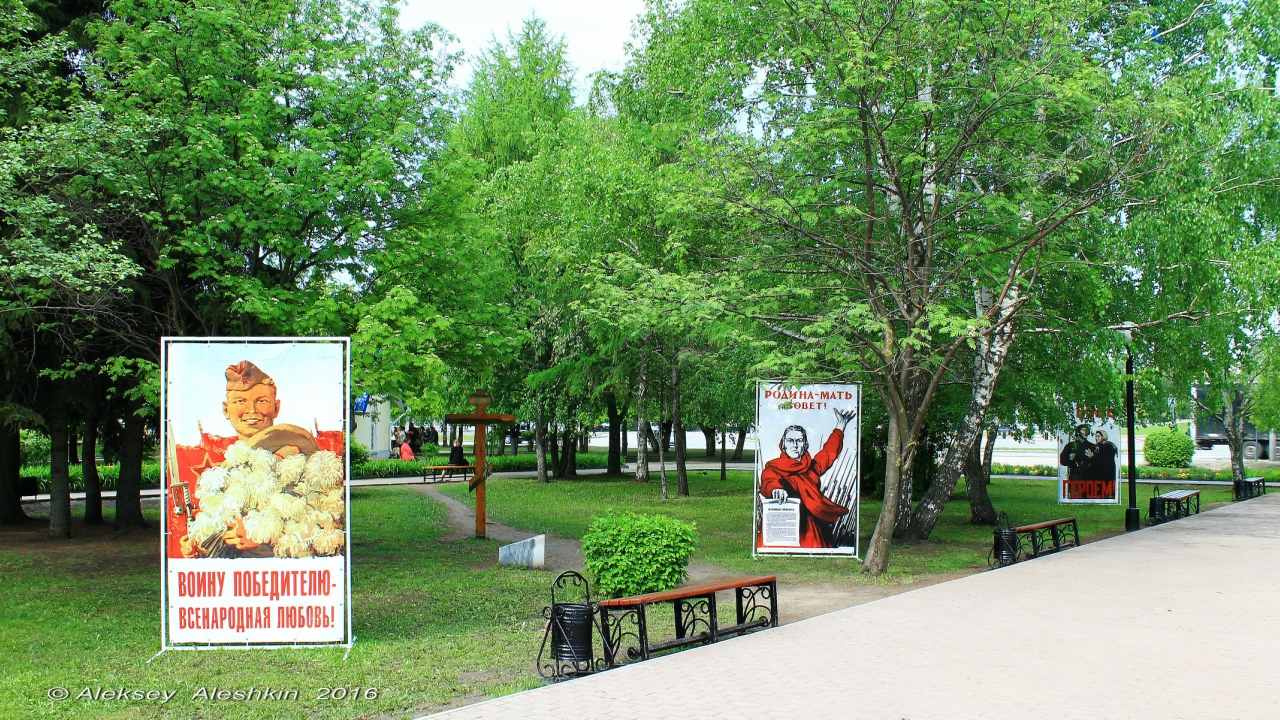 ВОИНУ ПОБЕДИТЕЛЮ-
ВСЕНАРОДНАЯ ЛЮБОВЬ!
РОДИНА-МАТЬ
ЗОВЕТ!
ГЕРОЕМ!
© Aleksey Aleshkin 2016